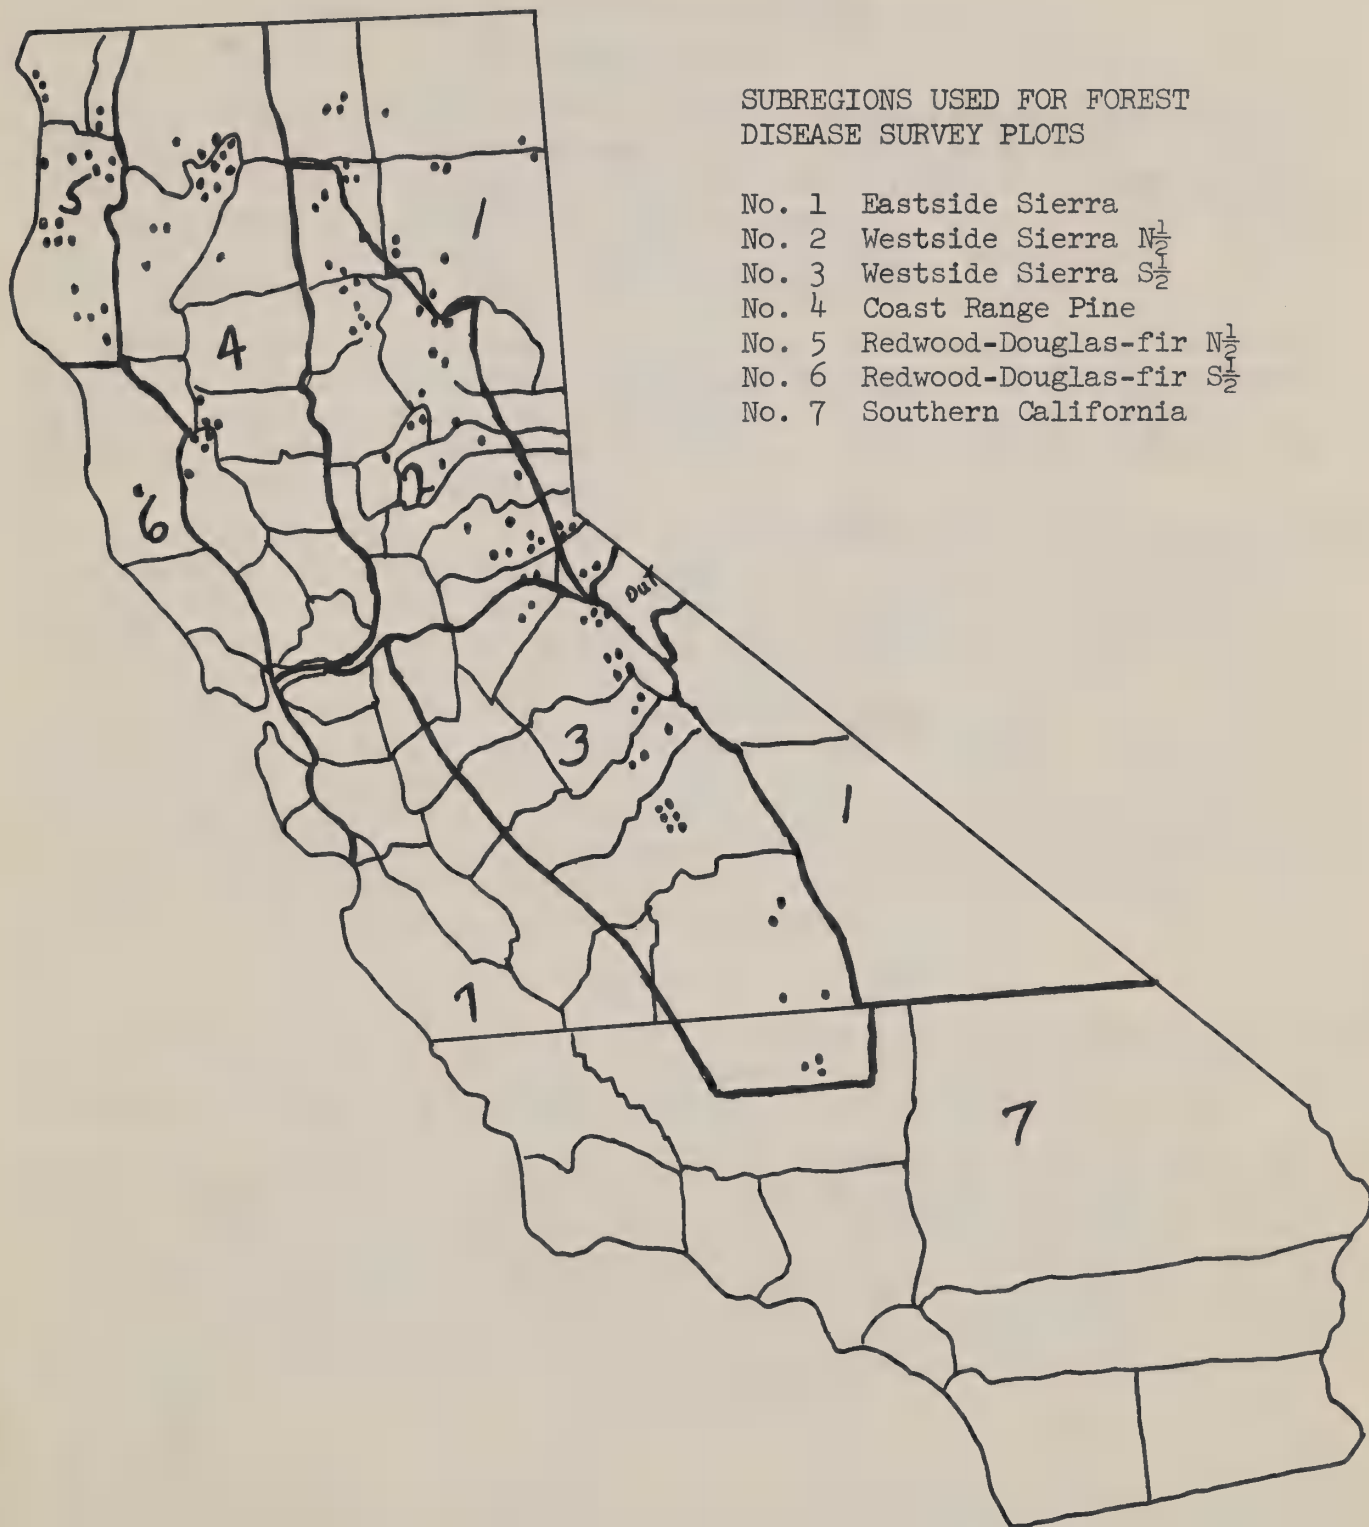 SUBREGIONS USED FOR FOREST
DISEASE SURVEY PLOTS
No. 1 Eastside Sierra
No. 2 Westside Sierra N½
No. 3 Westside Sierra S½
No. 4 Coast Range Pine
No. 5 Redwood-Douglas-fir N½
No. 6 Redwood-Douglas-fir S½
No. 7 Southern California
5
1
4
2
6
Out
3
1
7
7